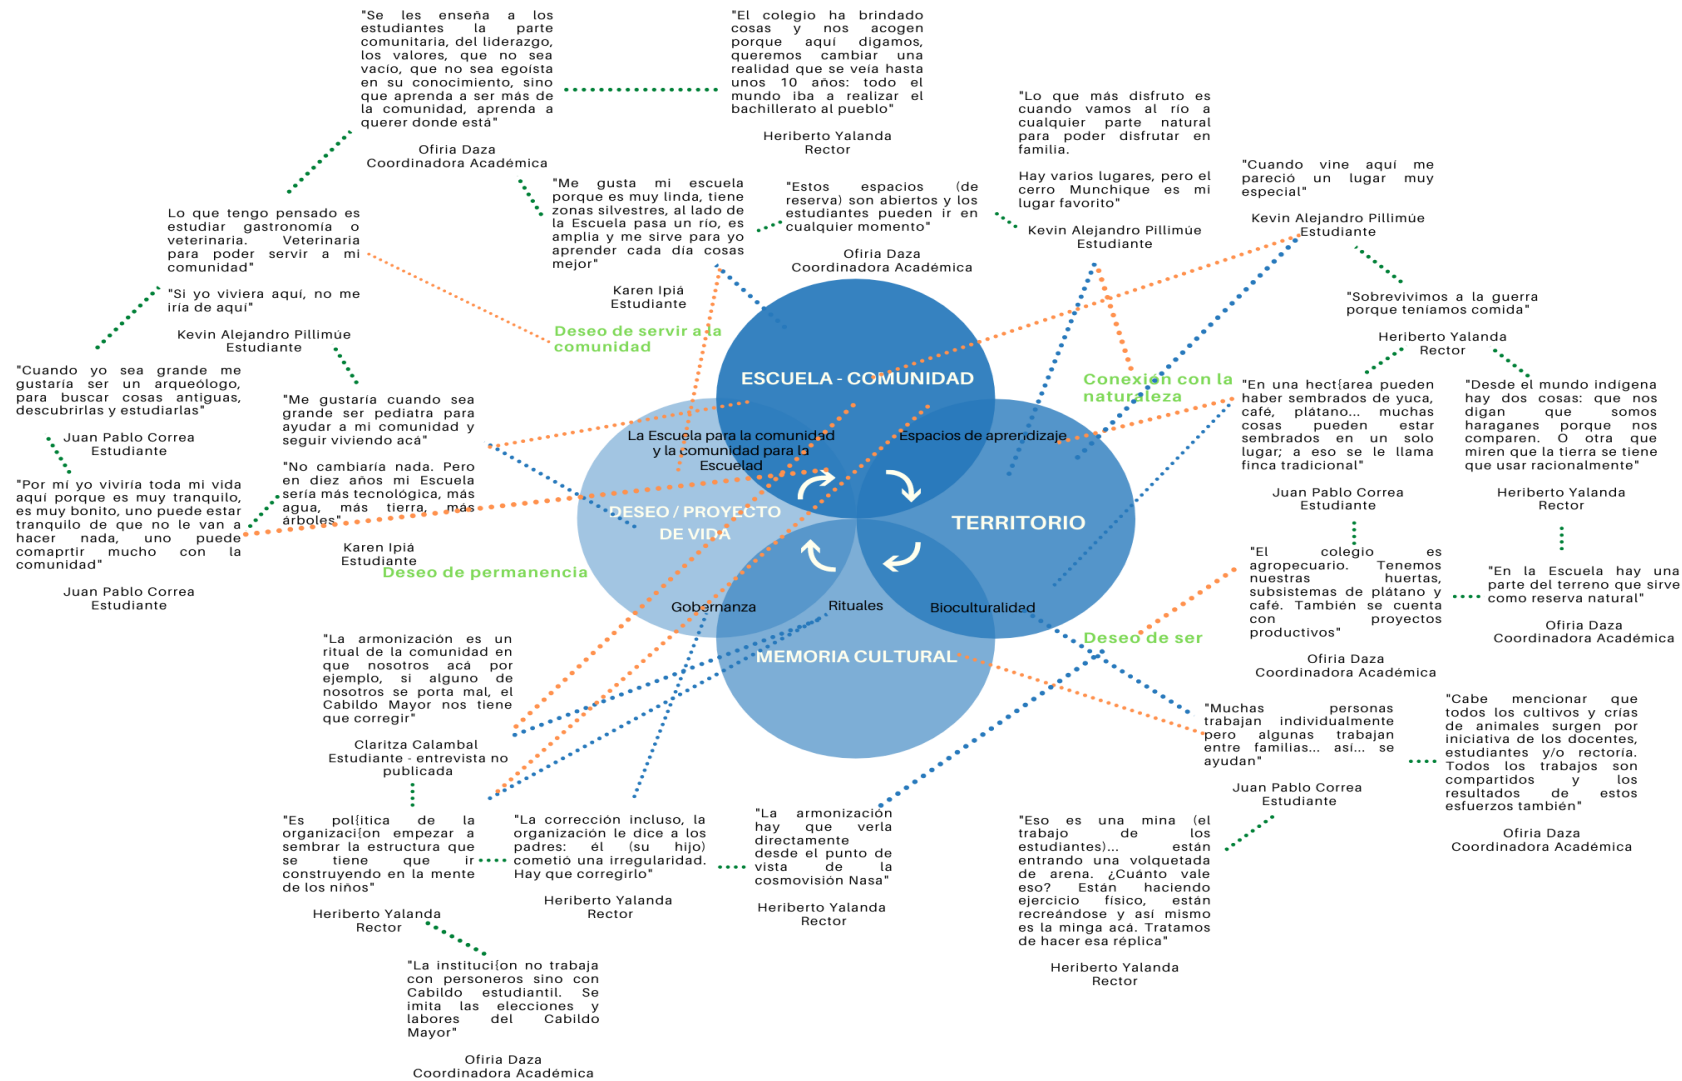 "Se les enseña a los
estudiantes la parte
comunitaria, del liderazgo,
los valores, que no sea
vacío, que no sea egoísta
en su conocimiento, sino
que aprenda a ser más de
la comunidad, aprenda a
querer donde está"
Ofiria Daza
Coordinadora Académica
"El colegio ha brindado
cosas y nos acogen
porque aquí digamos,
queremos cambiar una
realidad que se veía hasta
unos 10 años: todo el
mundo iba a realizar el
bachillerato al pueblo"
Heriberto Yalanda
Rector
"Lo que más disfruto es
cuando vamos al río a
cualquier parte natural
para poder disfrutar en
familia.
Hay varios lugares, pero el
cerro Munchique es mi
lugar favorito"
Kevin Alejandro Pillimúe
Estudiante
"Cuando vine aquí me
pareció un lugar muy
especial"
Kevin Alejandro Pillimúe
Estudiante
"Me gusta mi escuela
porque es muy linda, tiene
zonas silvestres, al lado de
la Escuela pasa un río, es
amplia y me sirve para yo
aprender cada día cosas
mejor"
Karen Ipiá
Estudiante
"Estos espacios (de
reserva) son abiertos y los
estudiantes pueden ir en
cualquier momento"
Ofiria Daza
Coordinadora Académica
Lo que tengo pensado es
estudiar gastronomía o
veterinaria. Veterinaria
para poder servir a mi
comunidad"
"Si yo viviera aquí, no me
iría de aquí"
Kevin Alejandro Pillimúe
Estudiante
"Sobrevivimos a la guerra
porque teníamos comida"
Heriberto Yalanda
Rector
Deseo de servir a la
comunidad
"Cuando yo sea grande me
gustaría ser un arqueólogo,
para buscar cosas antiguas,
descubrirlas y estudiarlas"
Juan Pablo Correa
Estudiante
"Me gustaría cuando sea
grande ser pediatra para
ayudar a mi comunidad y
seguir viviendo acá"
"No cambiaría nada. Pero
en diez años mi Escuela
sería más tecnológica, más
agua, más tierra, más
árboles"
Karen Ipiá
Estudiante
"Por mí yo viviría toda mi vida
aquí porque es muy tranquilo,
es muy bonito, uno puede estar
tranquilo de que no le van a
hacer nada, uno puede
comaprtir mucho con la
comunidad"
Juan Pablo Correa
Estudiante
Deseo de permanencia
ESCUELA - COMUNIDAD
La Escuela para la comunidad
y la comunidad para la
Escuelad
Espacios de aprendizaje
DESEO / PROYECTO
DE VIDA
TERRITORIO
Gobernanza
Rituales
Bioculturalidad
MEMORIA CULTURAL
Conexión con la
naturaleza
"En una hect{area pueden
haber sembrados de yuca,
café, plátano... muchas
cosas pueden estar
sembrados en un solo
lugar; a eso se le llama
finca tradicional"
Juan Pablo Correa
Estudiante
"Desde el mundo indígena
hay dos cosas: que nos
digan que somos
haraganes porque nos
comparen. O otra que
miren que la tierra se tiene
que usar racionalmente"
Heriberto Yalanda
Rector
"El colegio es
agropecuario. Tenemos
nuestras huertas,
subsistemas de plátano y
café. También se cuenta
con proyectos
productivos"
Ofiria Daza
Coordinadora Académica
"En la Escuela hay una
parte del terreno que sirve
como reserva natural"
Ofiria Daza
Coordinadora Académica
Deseo de ser
"La armonización es un
ritual de la comunidad en
que nosotros acá por
ejemplo, si alguno de
nosotros se porta mal, el
Cabildo Mayor nos tiene
que corregir"
Claritza Calambal
Estudiante - entrevista no
publicada
"Muchas personas
trabajan individualmente
pero algunas trabajan
entre familias... así... se
ayudan"
Juan Pablo Correa
Estudiante
"Cabe mencionar que
todos los cultivos y crías
de animales surgen por
iniciativa de los docentes,
estudiantes y/o rectoría.
Todos los trabajos son
compartidos y los
resultados de estos
esfuerzos también"
Ofiria Daza
Coordinadora Académica
"Es pol{itica de la
organizaci{on empezar a
sembrar la estructura que
se tiene que ir
construyendo en la mente
de los niños"
Heriberto Yalanda
Rector
"La corrección incluso, la
organización le dice a los
padres: él (su hijo)
cometió una irregularidad.
Hay que corregirlo"
Heriberto Yalanda
Rector
"La armonización
hay que verla
directamente
desde el punto de
vista de la
cosmovisión Nasa"
Heriberto Yalanda
Rector
"Eso es una mina (el
trabajo de los
estudiantes)... están
entrando una volquetada
de arena. ¿Cuánto vale
eso? Están haciendo
ejercicio físico, están
recreándose y así mismo
es la minga acá. Tratamos
de hacer esa réplica"
Heriberto Yalanda
Rector
"La instituci{on no trabaja
con personeros sino con
Cabildo estudiantil. Se
imita las elecciones y
labores del Cabildo
Mayor"
Ofiria Daza
Coordinadora Académica